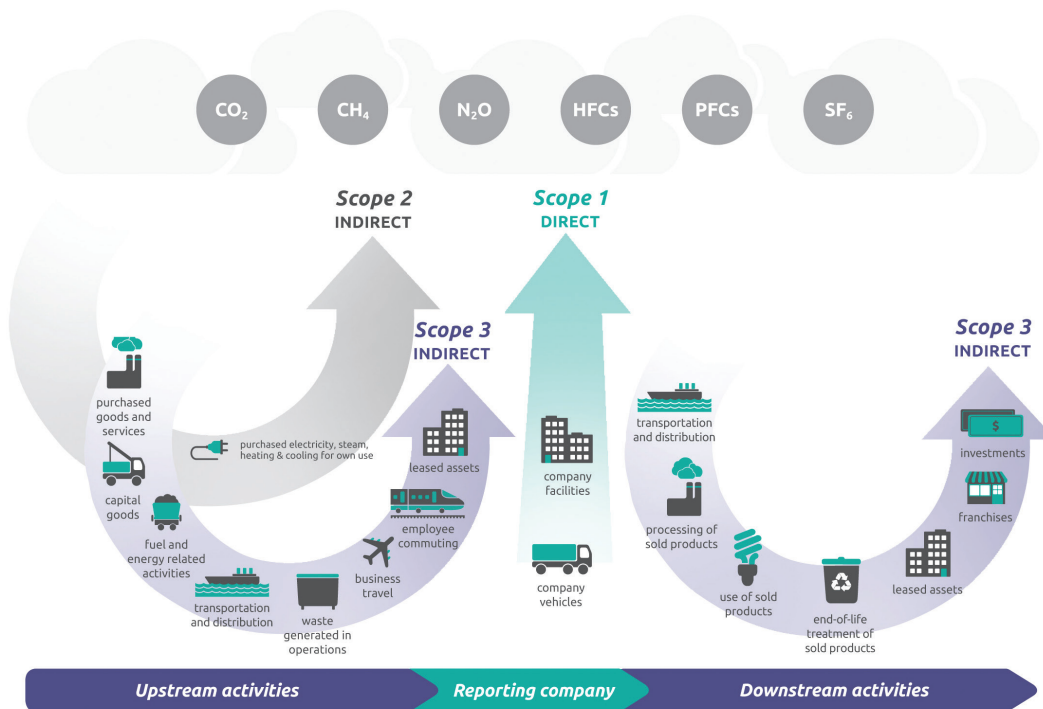 CO₂
CH₄
N₂O
HFCs
PFCs
SF₆
Scope 2
INDIRECT
Scope 1
DIRECT
Scope 3
INDIRECT
Scope 3
INDIRECT
purchased
goods and
services
capital
goods
fuel and
energy related
activities
purchased electricity, steam,
heating & cooling for own use
transportation
and distribution
waste
generated in
operations
business
travel
employee
commuting
leased assets
company
facilities
company
vehicles
transportation
and distribution
processing of
sold products
use of sold
products
end-of-life
treatment of
sold products
leased assets
franchises
$
investments
Upstream activities
Reporting company
Downstream activities